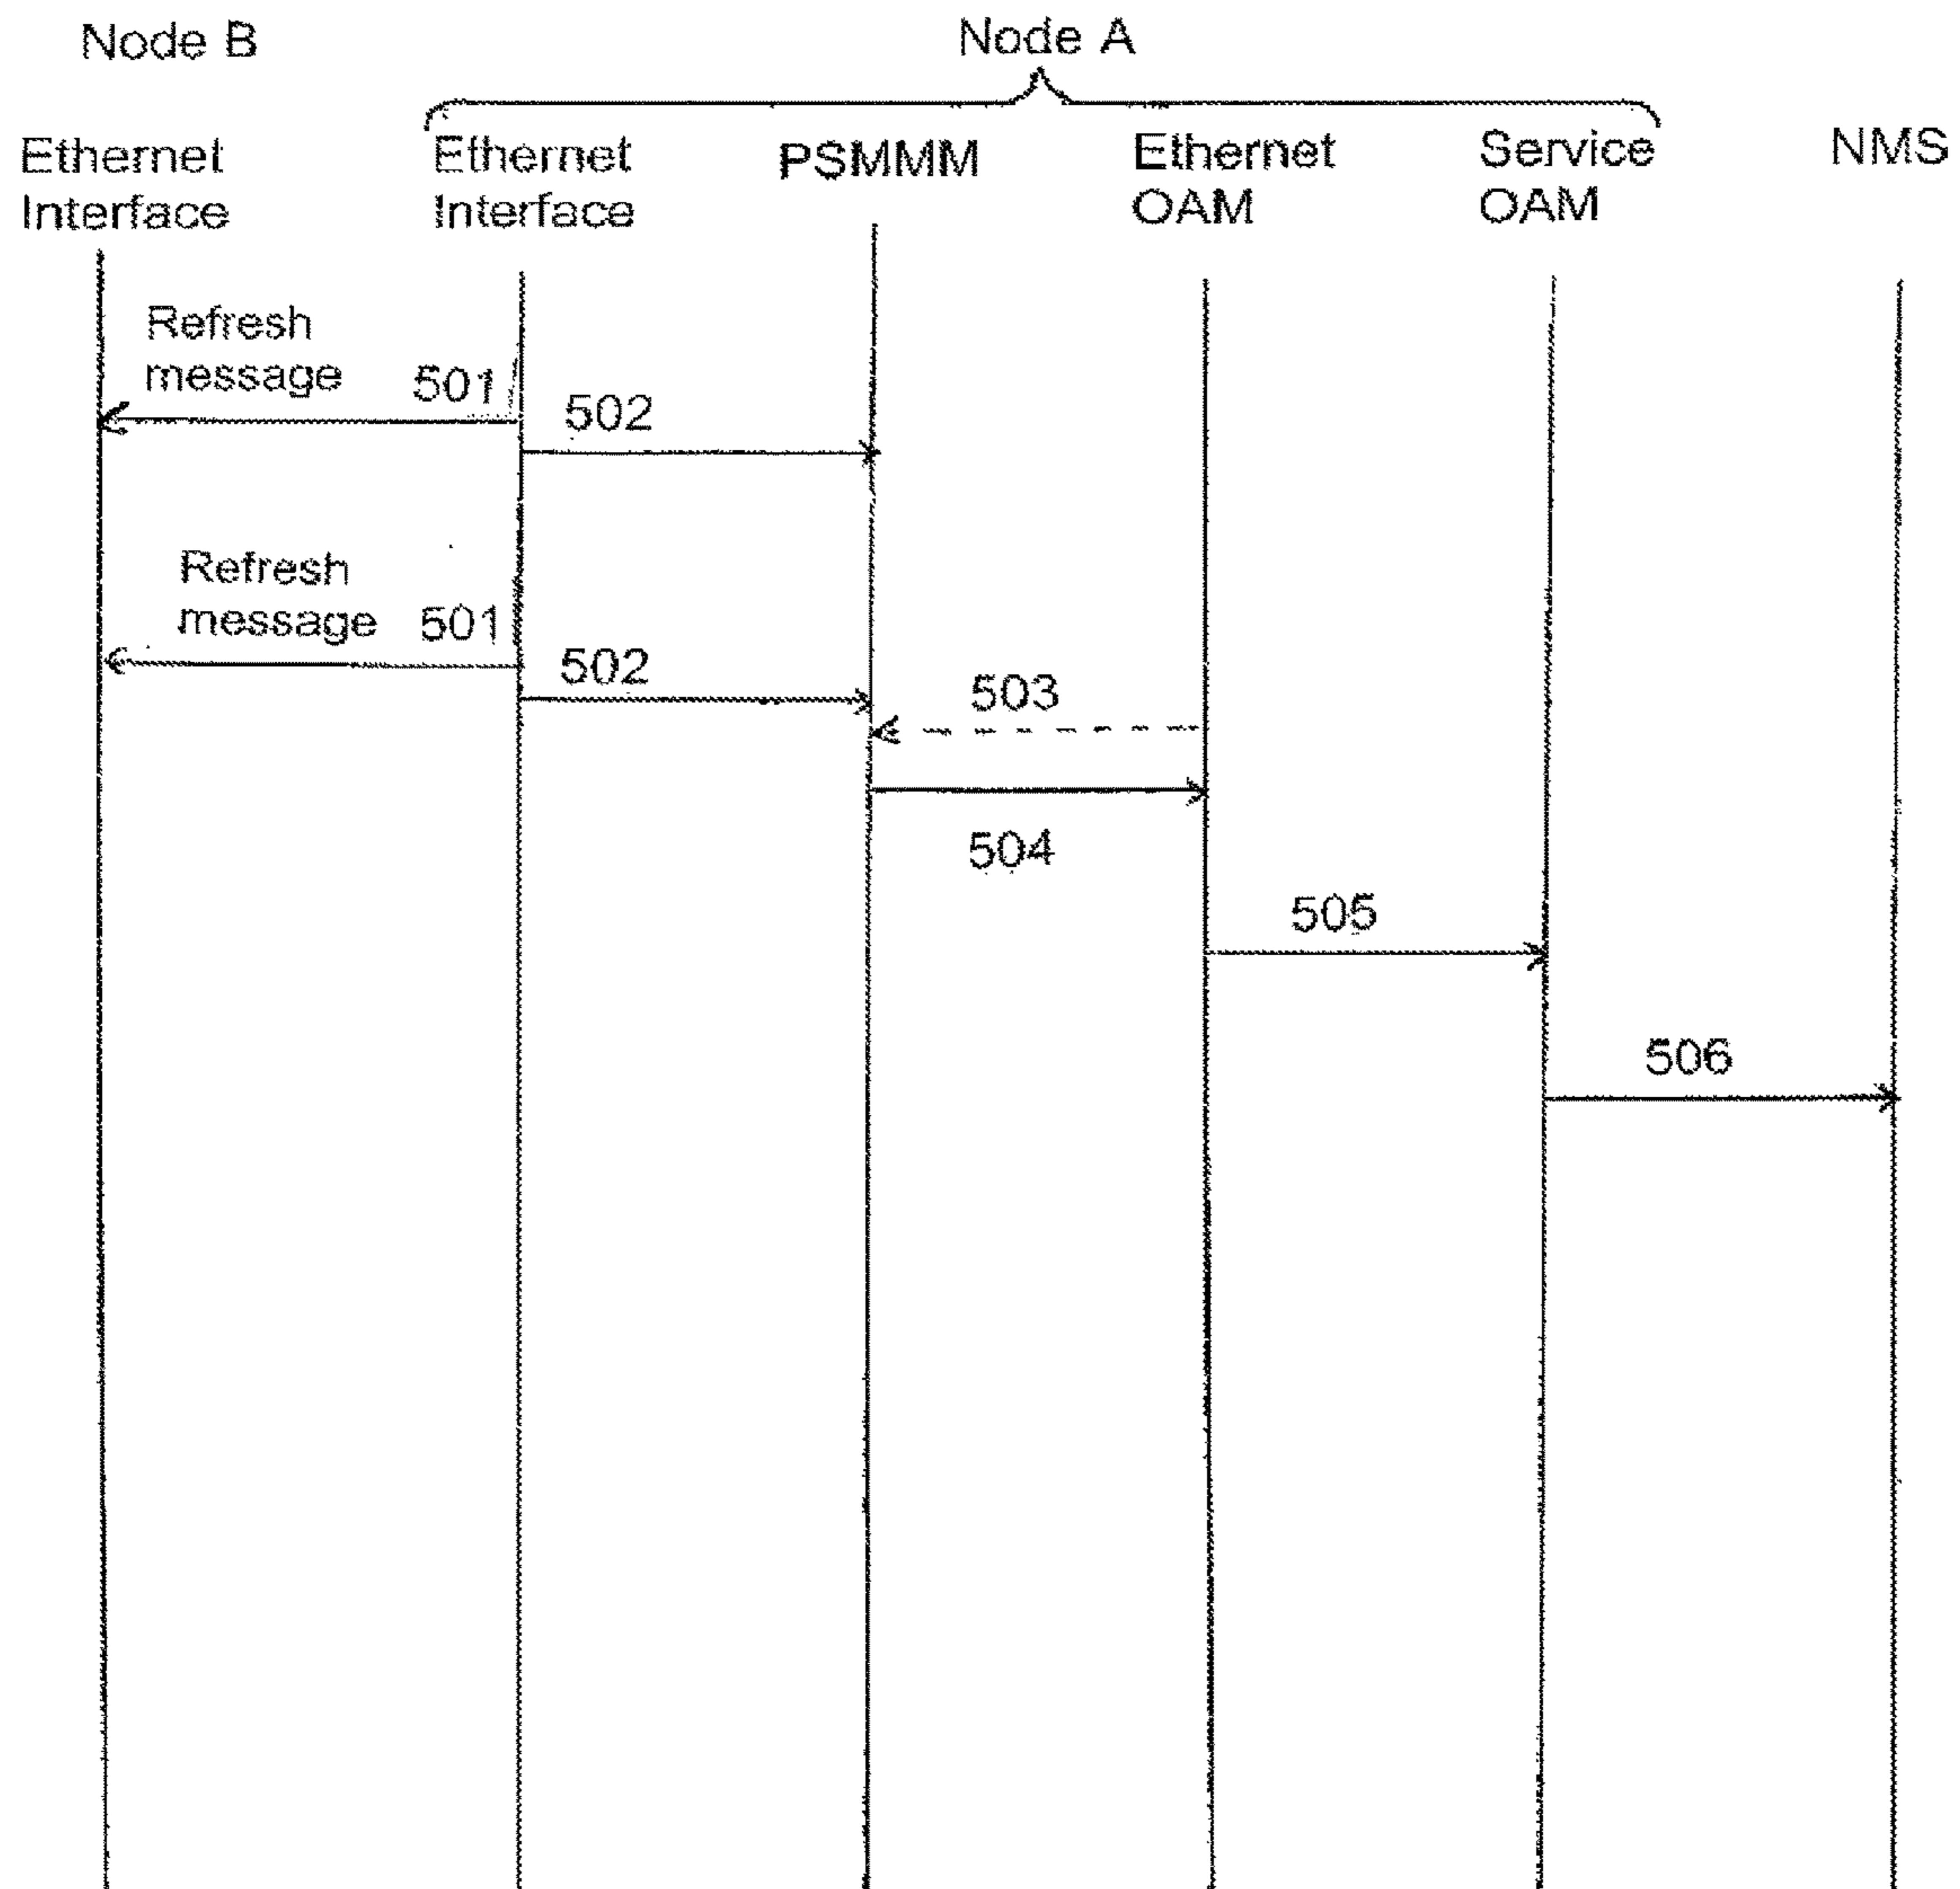 Node B
Node A
Ethernet
Interface
Ethernet
Interface
PSMMM
Ethernet
OAM
Service
OAM
NMS
Refresh
message
501
502
Refresh
message
501
502
503
504
505
506